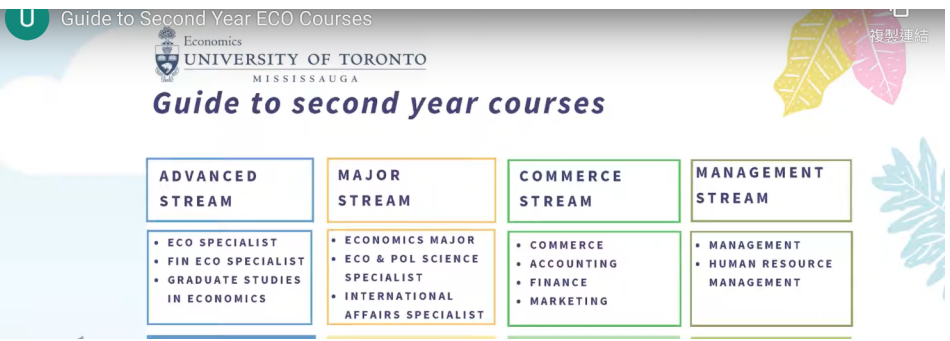 U Guide to Second Year ECO Courses
複製連結
Economics
UNIVERSITY OF TORONTO
MISSISSAUGA
Guide to second year courses
ADVANCED
STREAM
• ECO SPECIALIST
• FIN ECO SPECIALIST
• GRADUATE STUDIES
IN ECONOMICS
MAJOR
STREAM
• ECONOMICS MAJOR
• ECO & POL SCIENCE
SPECIALIST
• INTERNATIONAL
AFFAIRS SPECIALIST
COMMERCE
STREAM
• COMMERCE
• ACCOUNTING
• FINANCE
• MARKETING
MANAGEMENT
STREAM
• MANAGEMENT
• HUMAN RESOURCE
MANAGEMENT